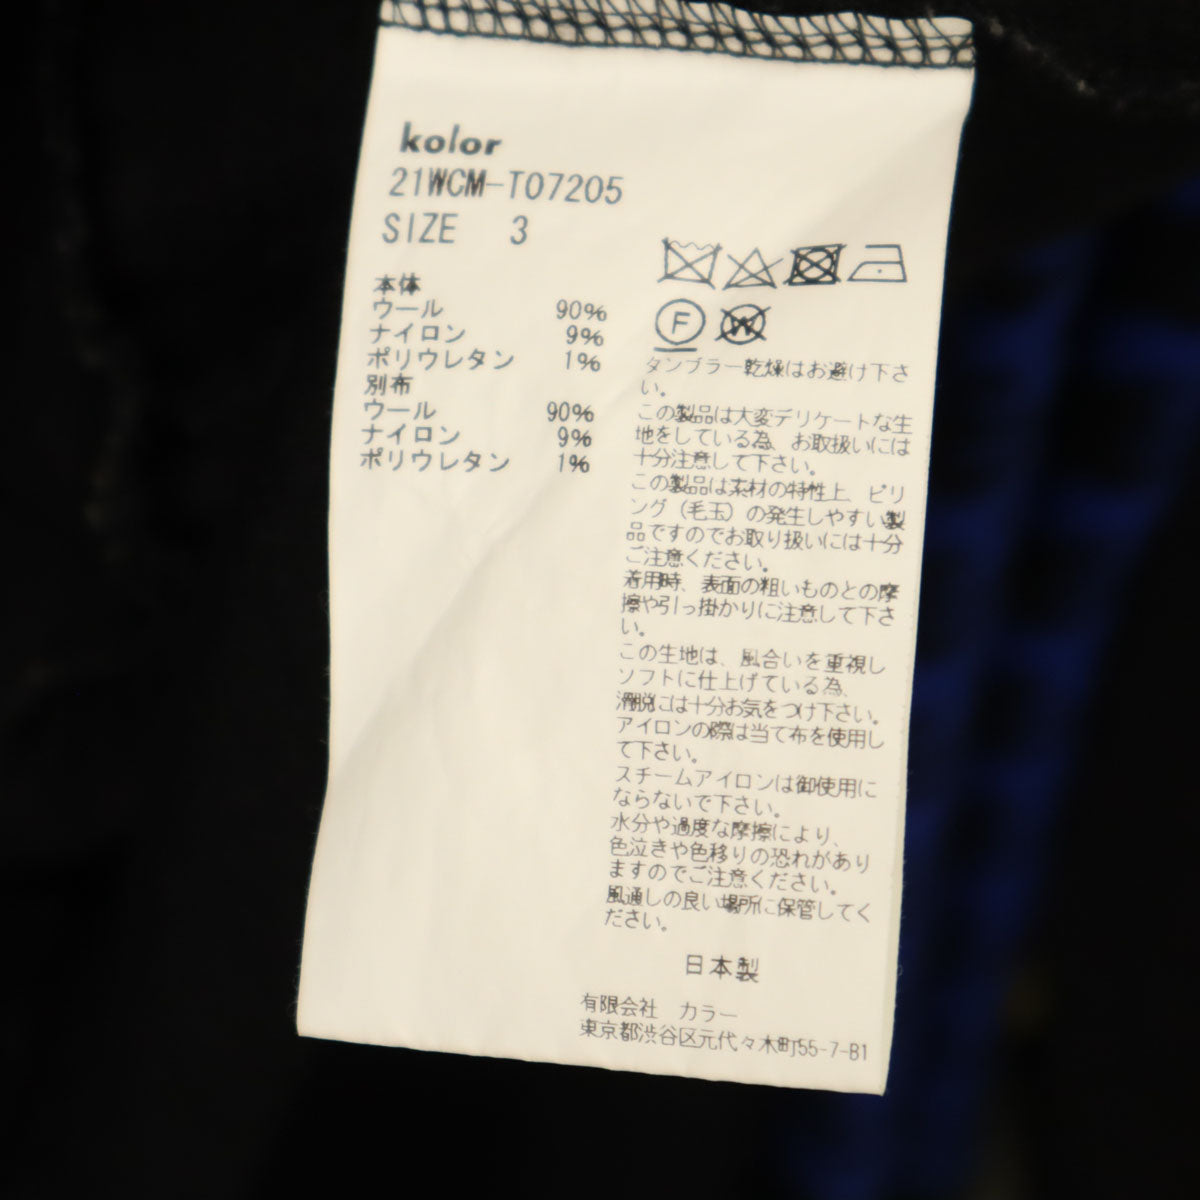 kolor
21WCM-T07205
SIZE 3
本体
ウール 90%
ナイロン 9%
ポリウレタン 1%
別布
ウール 90%
ナイロン 9%
ポリウレタン 1%
F
W
タンブラー乾燥はお避け下さ
い。
この製品は大変デリケートな生
地をしている為、お取扱いには
十分注意して下さい。
この製品は素材の特性上、ピリ
ング(毛玉)の発生しやすい製
品ですのでお取り扱いには十分
ご注意ください。
着用時、表面の粗いものとの摩
擦や引っ掛かりに注意して下さ
い。
この生地は、風合いを重視し
ソフトに仕上げている為、
滑脱には十分お気をつけ下さい。
アイロンの際は当て布を使用し
て下さい。
スチームアイロンは御使用に
ならないで下さい。
水分や過度な摩擦により、
色泣きや色移りの恐れがあり
ますのでご注意ください。
風通しの良い場所に保管してく
ださい。
日本製
有限会社 カラー
東京都渋谷区元代々木町55-7-B1